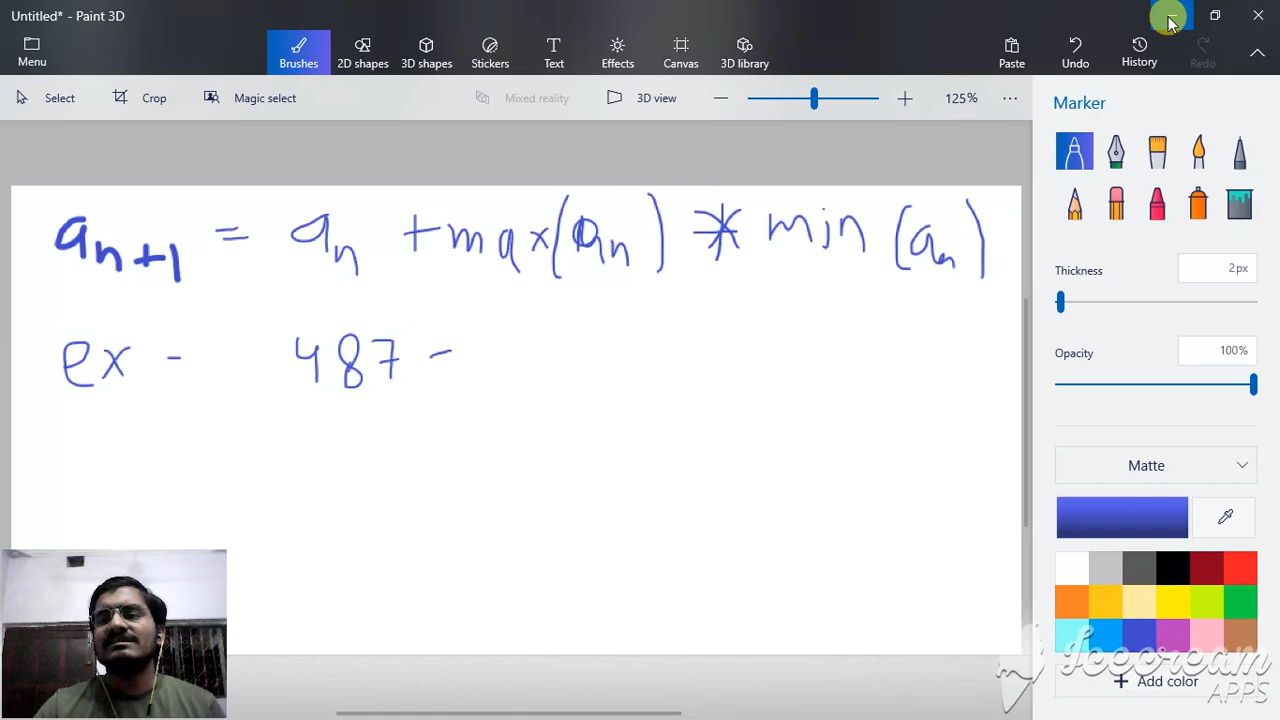 Untitled* - Paint 3D
Menu
Brushes
2D shapes
3D shapes
Stickers
Text
Effects
Canvas
3D library
Paste
Undo
History
Redo
Select
Crop
Magic select
Mixed reality
3D view
125%
Marker
an+1 = an + max(an) * min(an)
ex - 487 -
Thickness
2px
Opacity
100%
Matte
Add color
Icecream
APPS